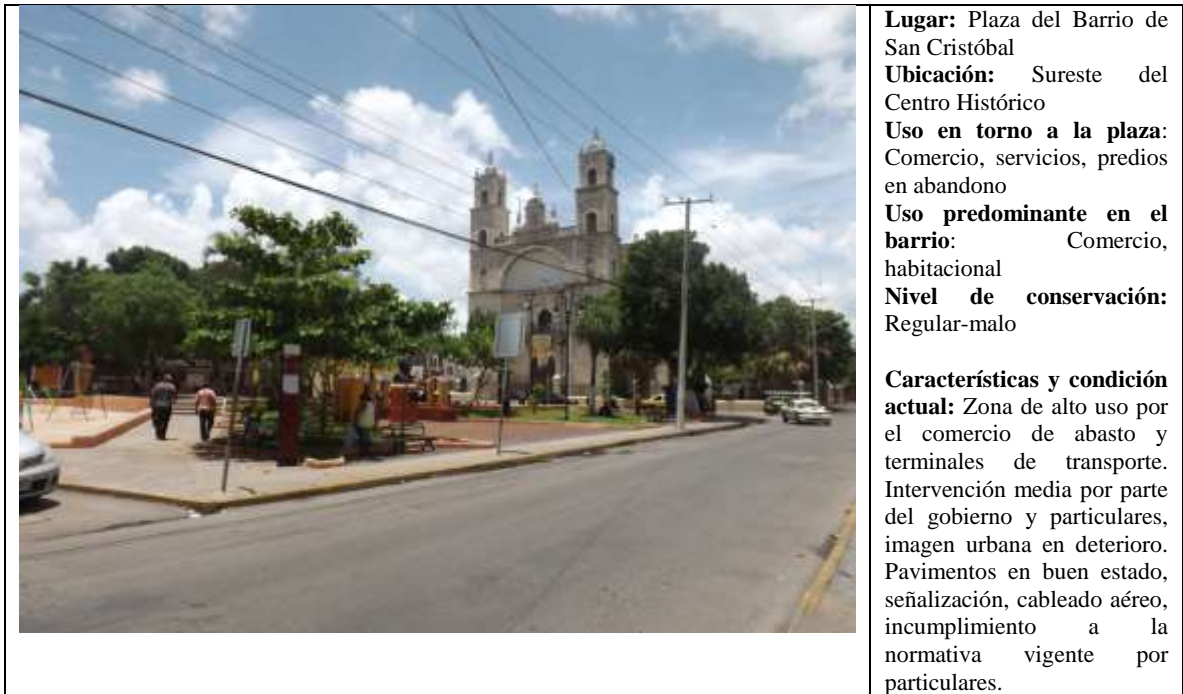 Lugar: Plaza del Barrio de
San Cristóbal
Ubicación: Sureste del
Centro Histórico
Uso en torno a la plaza:
Comercio, servicios, predios
en abandono
Uso predominante en el
barrio: Comercio,
habitacional
Nivel de conservación:
Regular-malo
Características y condición
actual: Zona de alto uso por
el comercio de abasto y
terminales de transporte.
Intervención media por parte
del gobierno y particulares,
imagen urbana en deterioro.
Pavimentos en buen estado,
señalización, cableado aéreo,
incumplimiento a la
normativa vigente por
particulares.